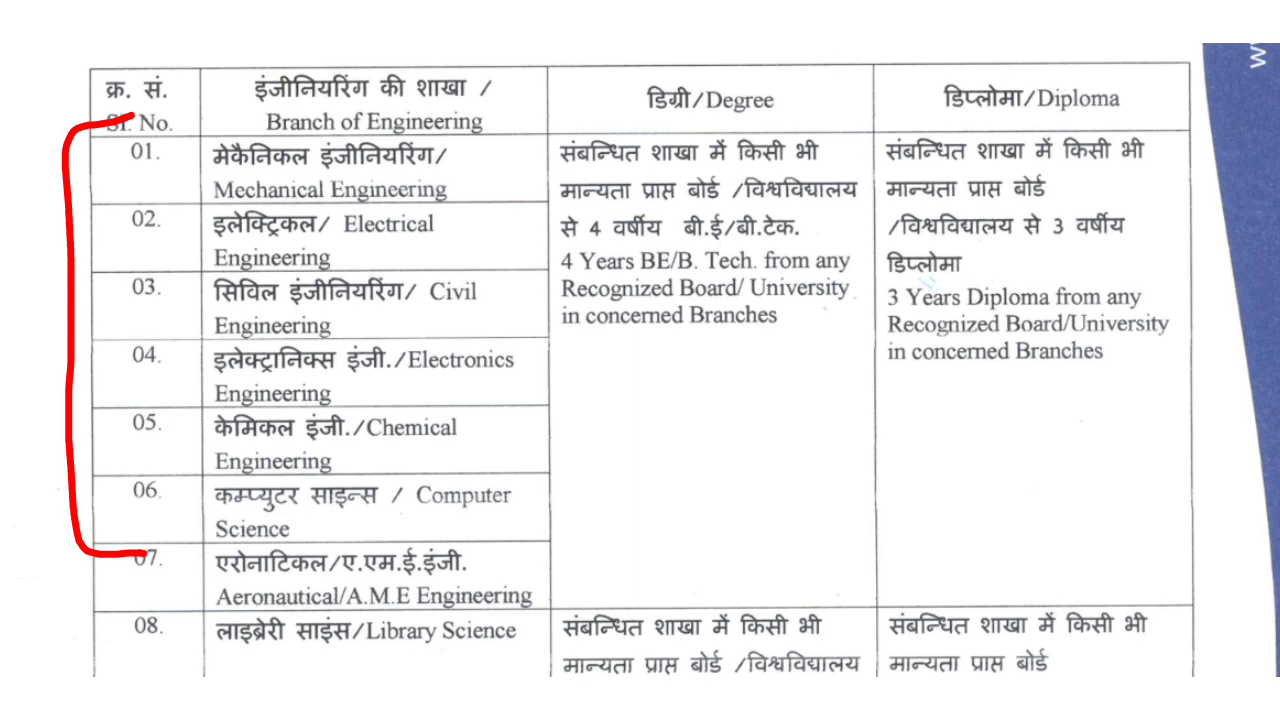 क्र. सं.
Sl. No.
इंजीनियरिंग की शाखा /
Branch of Engineering
डिग्री/Degree
डिप्लोमा/Diploma
01.
मेकैनिकल इंजीनियरिंग/
Mechanical Engineering
संबन्धित शाखा में किसी भी
मान्यता प्राप्त बोर्ड /विश्वविद्यालय
से 4 वर्षीय बी.ई/बी.टेक.
4 Years BE/B. Tech. from any
Recognized Board/ University
in concerned Branches
संबन्धित शाखा में किसी भी
मान्यता प्राप्त बोर्ड
/विश्वविद्यालय से 3 वर्षीय
डिप्लोमा
3 Years Diploma from any
Recognized Board/University
in concerned Branches
02.
इलेक्ट्रिकल/ Electrical
Engineering
03.
सिविल इंजीनियरिंग/ Civil
Engineering
04.
इलेक्ट्रानिक्स इंजी./Electronics
Engineering
05.
केमिकल इंजी./Chemical
Engineering
06.
कम्प्युटर साइन्स / Computer
Science
07.
एरोनाटिकल/ए.एम.ई.इंजी.
Aeronautical/A.M.E Engineering
08.
लाइब्रेरी साइंस/Library Science
संबन्धित शाखा में किसी भी
मान्यता प्राप्त बोर्ड /विश्वविद्यालय
संबन्धित शाखा में किसी भी
मान्यता प्राप्त बोर्ड